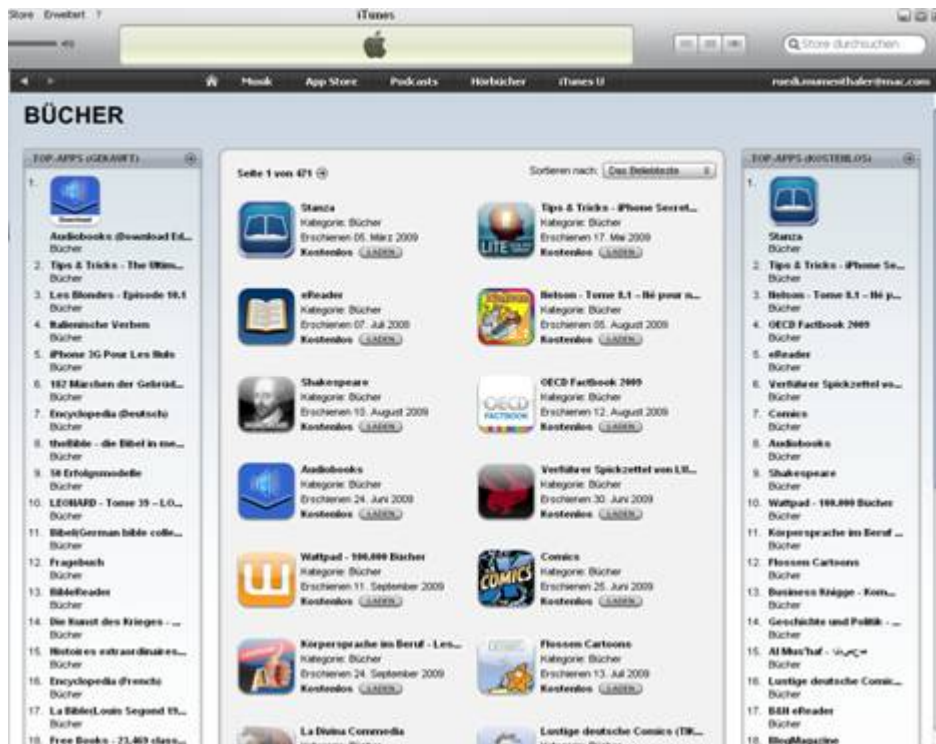 Store Erweitert ?
iTunes
Store durchsuchen
Musik App Store Podcasts Hörbücher iTunes U
BÜCHER
TOP-APPS (GEKAUFT)
1.
Download
Audiobooks (Download Ed...
Bücher
2. Tips & Tricks - The Ultim...
Bücher
3. Les Blondes - Episode 10.1
Bücher
4. Italienische Verben
Bücher
5. iPhone 3G Pour Les Nuls
Bücher
6. 182 Märchen der Gebrüd...
Bücher
7. Encyclopedia (Deutsch)
Bücher
8. theBible - die Bibel in me...
Bücher
9. 50 Erfolgsmodelle
Bücher
10. LEONARD - Tome 39 – LO...
Bücher
11. Bibel(German bible colle...
Bücher
12. Fragebuch
Bücher
13. BibleReader
Bücher
14. Die Kunst des Krieges - ...
Bücher
15. Histoires extraordinaires...
Bücher
16. Encyclopedia (French)
Bücher
17. La Bible(Louis Segond 19...
Bücher
18. Free Books - 23,469 class...
Seite 1 von 471
Sortieren nach: Das Beliebteste
Stanza
Kategorie: Bücher
Erschienen 05. März 2009
Kostenlos LADEN
Tips & Tricks - iPhone Secret...
Kategorie: Bücher
Erschienen 17. Mai 2009
Kostenlos LADEN
LITE
eReader
Kategorie: Bücher
Erschienen 07. Juli 2008
Kostenlos LADEN
Nelson - Tome 8.1 – Né pour n...
Kategorie: Bücher
Erschienen 05. August 2009
Kostenlos LADEN
Shakespeare
Kategorie: Bücher
Erschienen 10. August 2009
Kostenlos LADEN
OECD
FACTBOOK
OECD Factbook 2009
Kategorie: Bücher
Erschienen 12. August 2009
Kostenlos LADEN
Audiobooks
Kategorie: Bücher
Erschienen 24. Juni 2009
Kostenlos LADEN
Verführer Spickzettel von
Kategorie: Bücher
Erschienen 30. Juni 2009
Kostenlos LADEN
Wattpad - 100.000 Bücher
Kategorie: Bücher
Erschienen 11. September 2009
Kostenlos LADEN
COMICS
Comics
Kategorie: Bücher
Erschienen 25. Juni 2009
Kostenlos LADEN
Körpersprache im Beruf - Les...
Kategorie: Bücher
Erschienen 24. September 2009
Kostenlos LADEN
Flossen Cartoons
Kategorie: Bücher
Erschienen 13. Juli 2009
Kostenlos LADEN
La Divina Commedia
Lustige deutsche Comics
TOP-APPS (KOSTENLOS)
1.
Stanza
Bücher
2. Tips & Tricks - iPhone Se...
Bücher
3. Nelson - Tome 8.1 – Né p...
Bücher
4. OECD Factbook 2009
Bücher
5. eReader
Bücher
6. Verführer Spickzettel vo...
Bücher
7. Comics
Bücher
8. Audiobooks
Bücher
9. Shakespeare
Bücher
10. Wattpad - 100.000 Bücher
Bücher
11. Körpersprache im Beruf ...
Bücher
12. Flossen Cartoons
Bücher
13. Business Knigge - Kom...
Bücher
14. Geschichte und Politik - ...
Bücher
15. Al Mus'haf -
Bücher
16. Lustige deutsche Comic...
Bücher
17. B&N eReader
Bücher
18. BlogMagazine